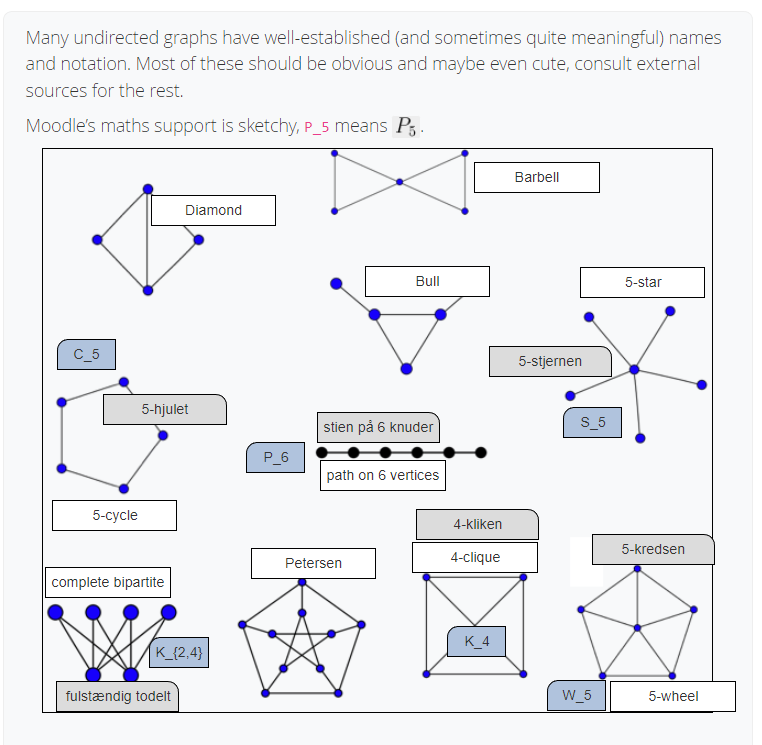 Many undirected graphs have well-established (and sometimes quite meaningful) names
and notation. Most of these should be obvious and maybe even cute, consult external
sources for the rest.
Moodle’s maths support is sketchy, P_5 means P₅.
Barbell
Diamond
Bull
5-star
C_5
5-stjernen
5-hjulet
S_5
stien på 6 knuder
P_6
path on 6 vertices
5-cycle
4-kliken
5-kredsen
4-clique
Petersen
complete bipartite
K_4
K_{2,4}
fulstændig todelt
W_5
5-wheel